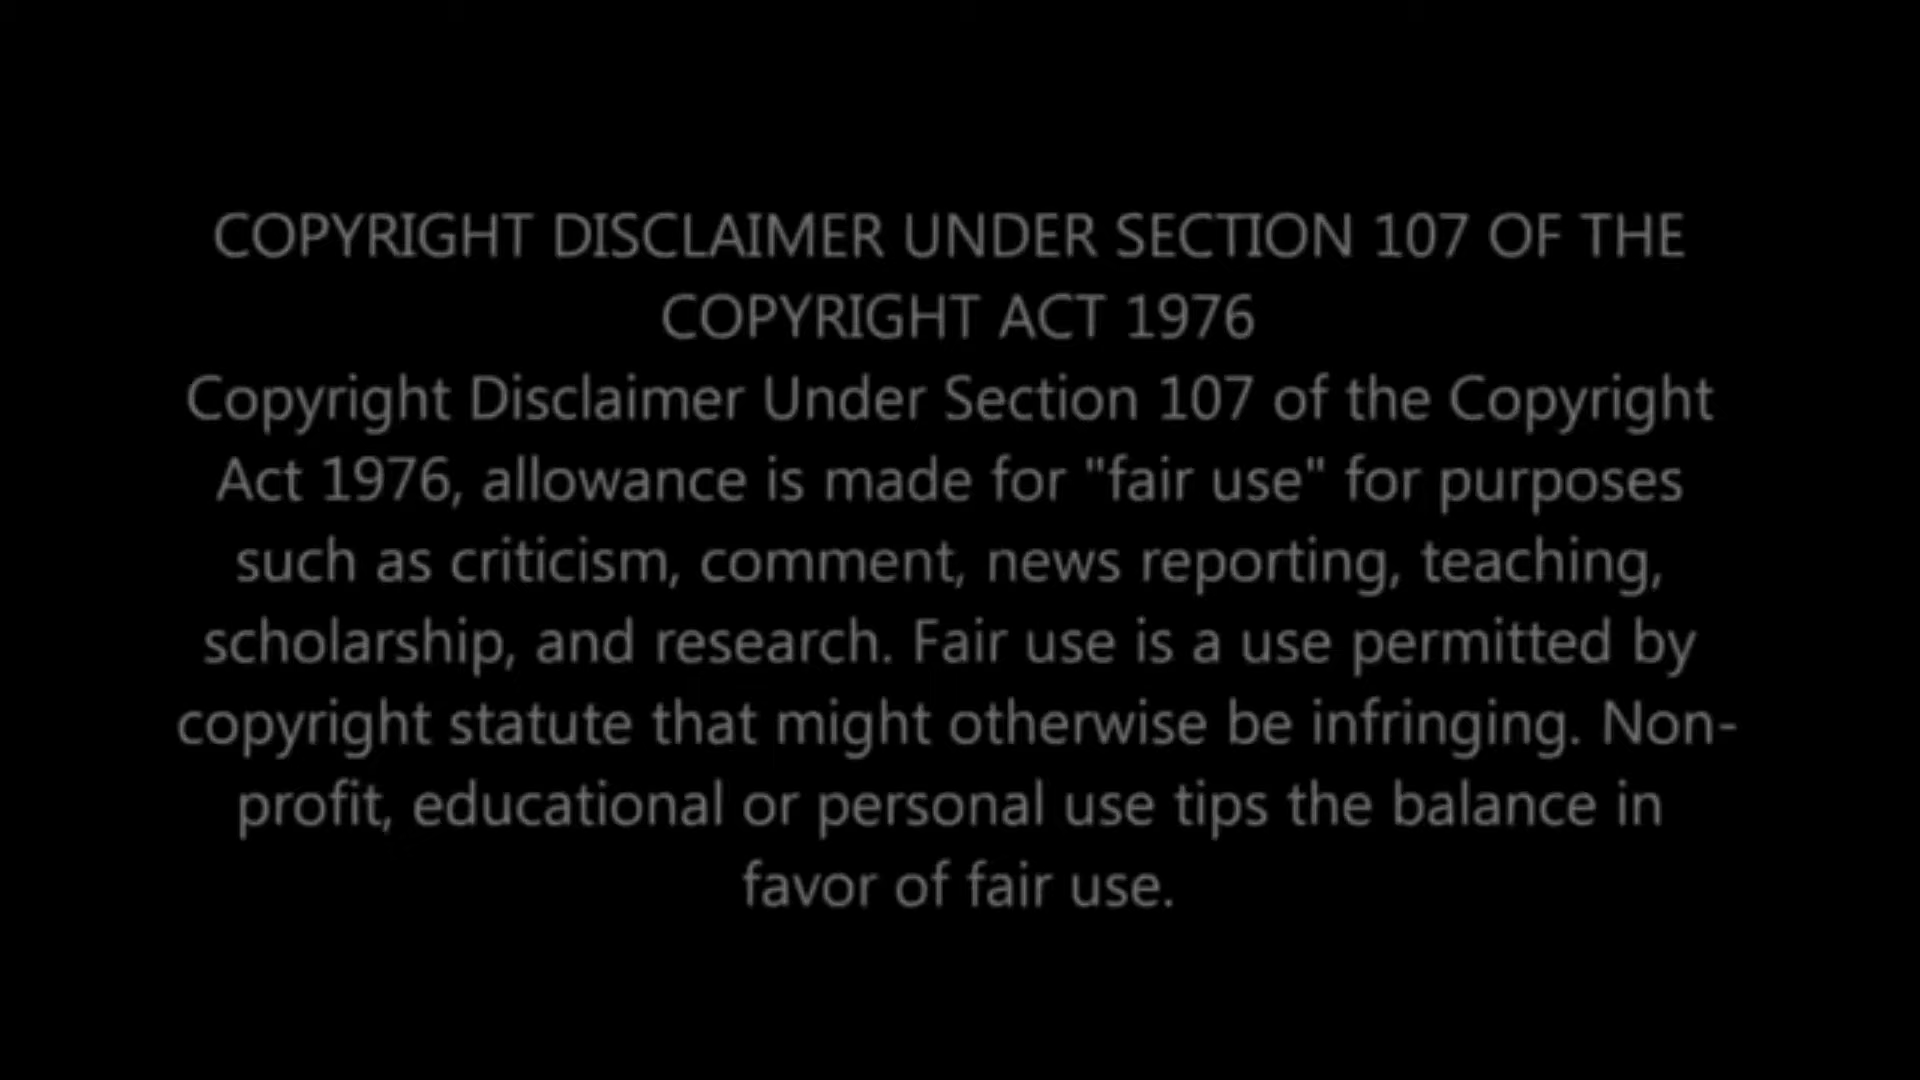 COPYRIGHT DISCLAIMER UNDER SECTION 107 OF THE
COPYRIGHT ACT 1976
Copyright Disclaimer Under Section 107 of the Copyright
Act 1976, allowance is made for "fair use" for purposes
such as criticism, comment, news reporting, teaching,
scholarship, and research. Fair use is a use permitted by
copyright statute that might otherwise be infringing. Non-
profit, educational or personal use tips the balance in
favor of fair use.